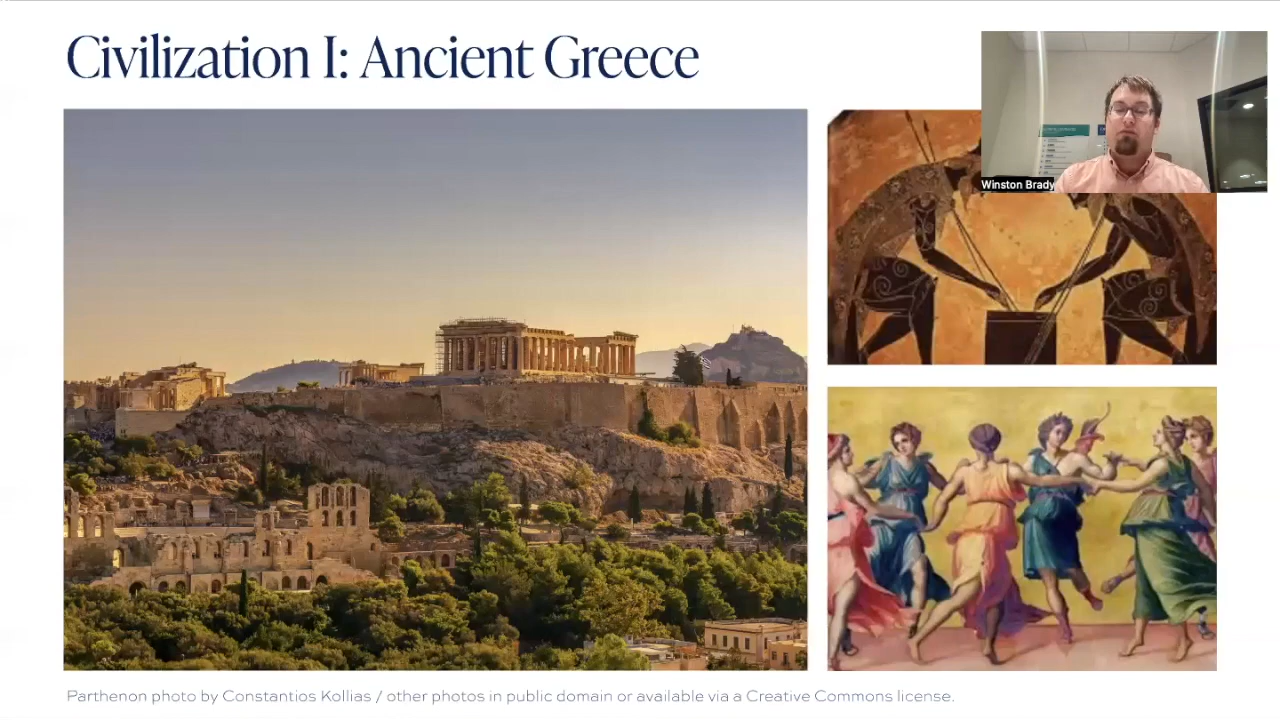 Civilization I: Ancient Greece
Winston Brady
Parthenon photo by Constantios Kollias / other photos in public domain or available via a Creative Commons license.